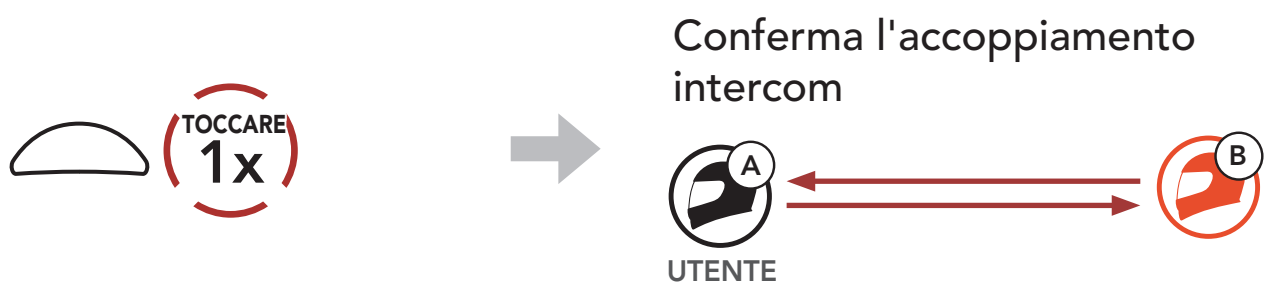 TOCCARE
1x
Conferma l'accoppiamento
intercom
A
B
UTENTE